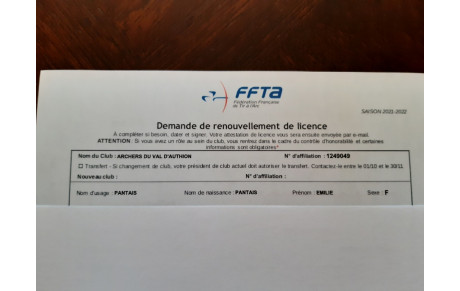 FFTA
Fédération Française
de Tir à l'Arc
SAISON 2021-2022
Demande de renouvellement de licence
A compléter si besoin, dater et signer. Votre attestation de licence vous sera ensuite envoyée par e-mail.
ATTENTION: Si vous avez un rôle au sein du club, vous rentrez dans le cadre du contrôle d'honorabilité et certaines
informations sont obligatoires*
Nom du Club : ARCHERS DU VAL D'AUTHION N° d'affiliation : 1249049
☐ Transfert - Si changement de club, votre président de club actuel doit autoriser le transfert. Contactez-le entre le 01/10 et le 30/11
Nouveau club : N° d'affiliation :
Nom d'usage : PANTAIS Nom de naissance : PANTAIS Prénom : EMILIE Sexe : F